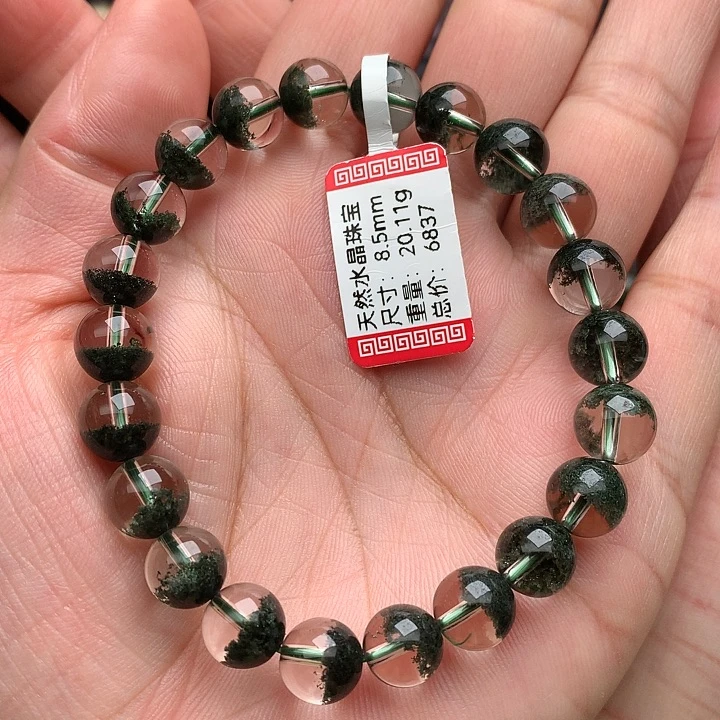 天然水晶珠宝
尺寸: 8.5mm
重量: 20.11g
总价: 6837